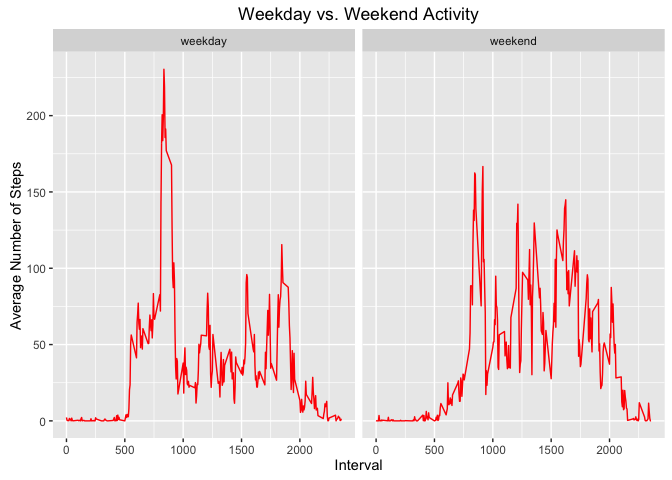 Weekday vs. Weekend Activity
weekday weekend
Average Number of Steps
200
150
100
50
0
0 500 1000 1500 2000 0 500 1000 1500 2000
Interval